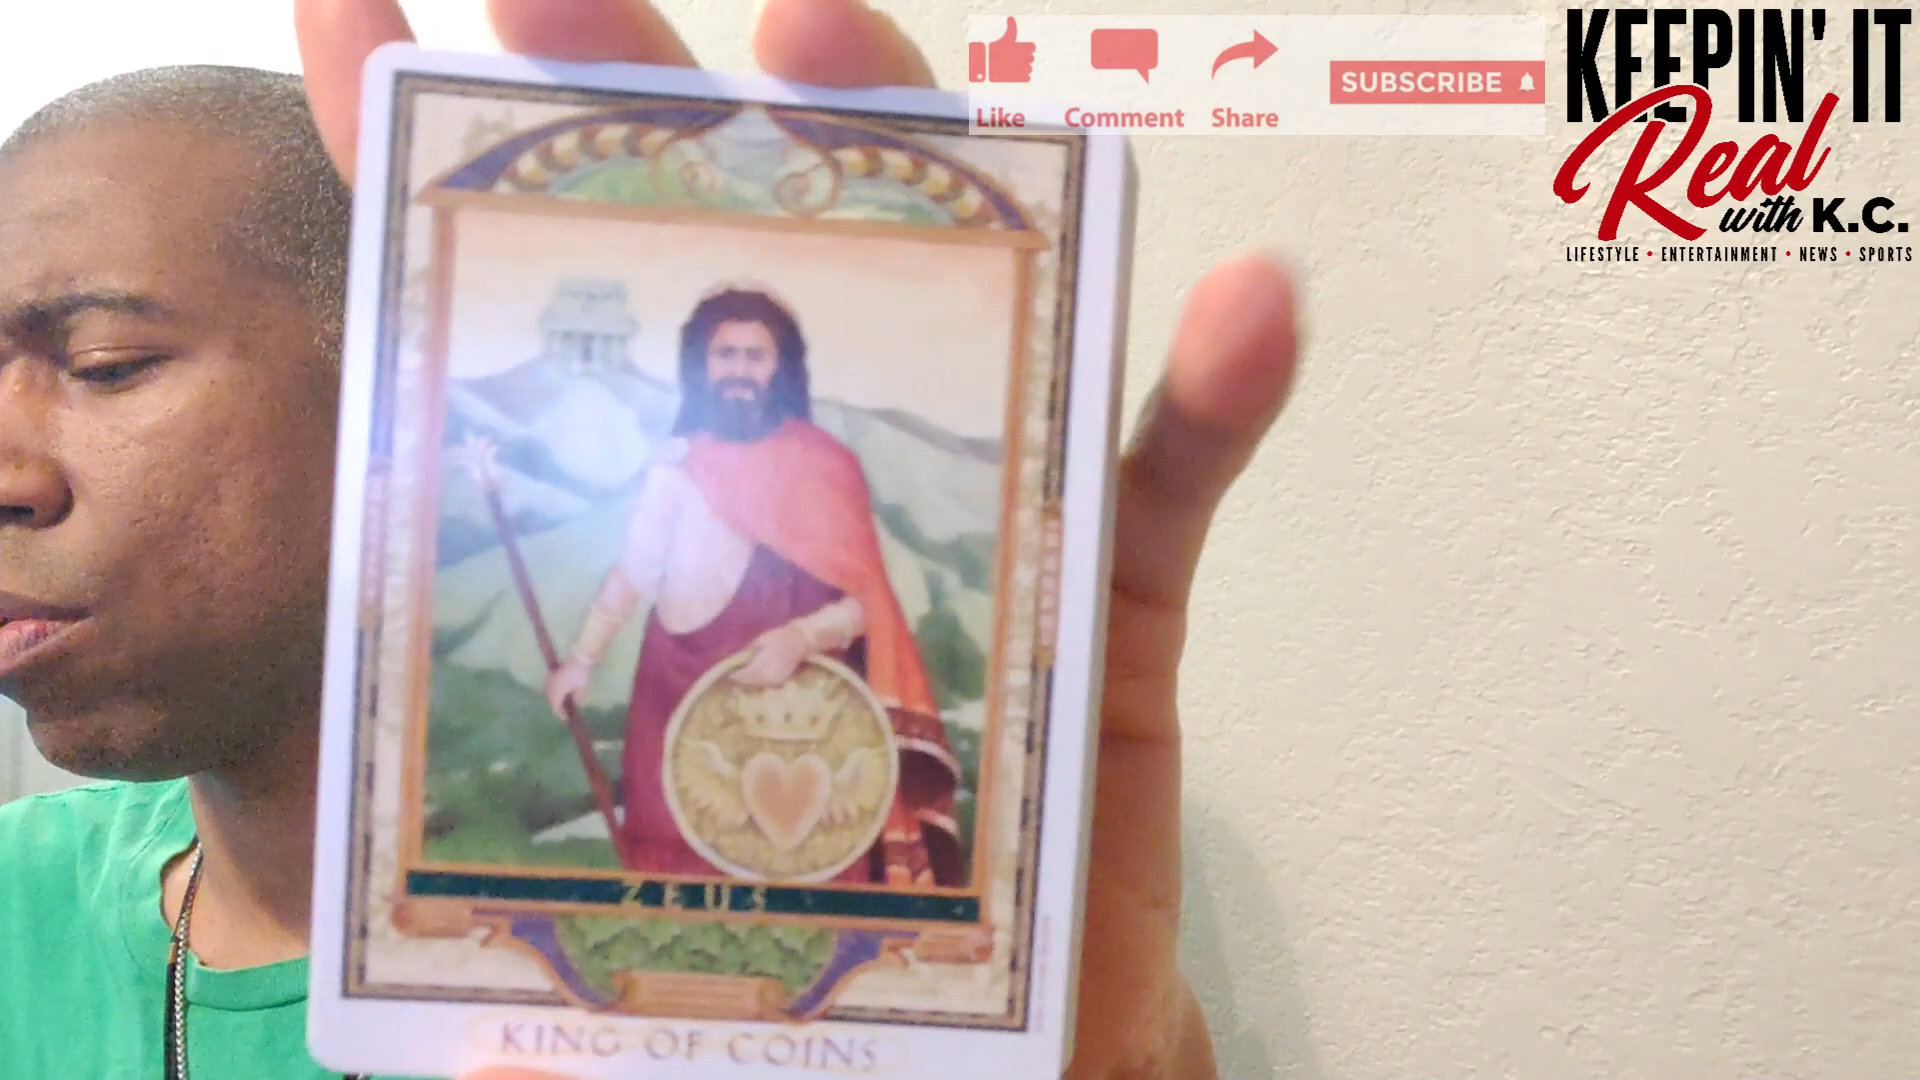 KEEPIN' IT
Real
with K.C.
LIFESTYLE • ENTERTAINMENT • NEWS • SPORTS
Like Comment Share
SUBSCRIBE
ZEUS
KING OF COINS